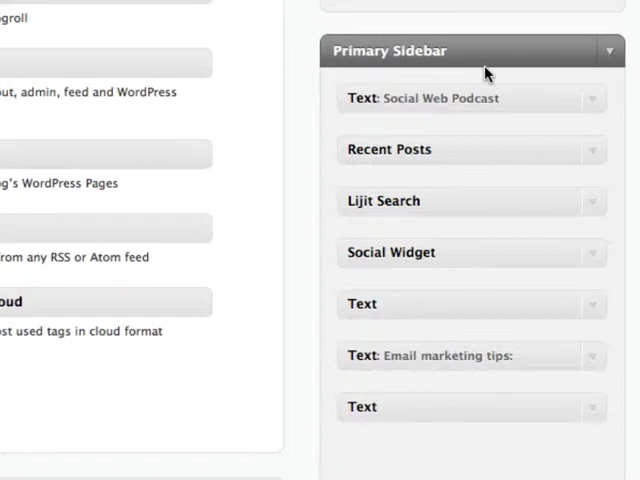 ogroll
out, admin, feed and WordPress
og's WordPress Pages
rom any RSS or Atom feed
oud
ost used tags in cloud format
Primary Sidebar
Text: Social Web Podcast
Recent Posts
Lijit Search
Social Widget
Text
Text: Email marketing tips:
Text